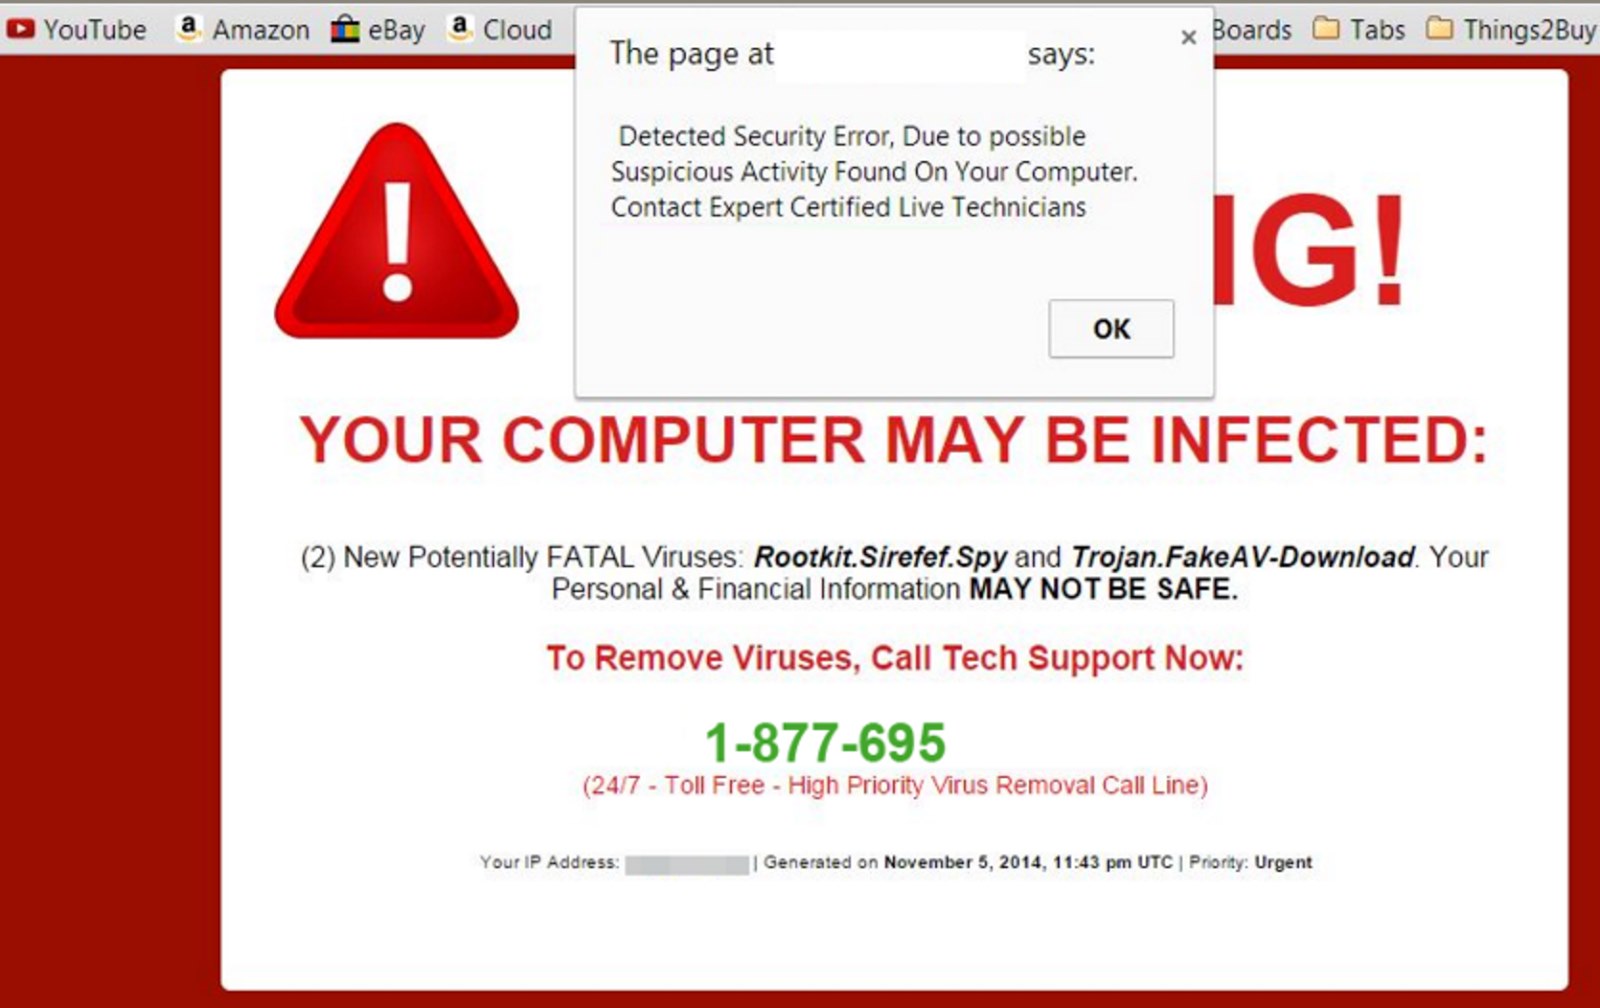 YouTube Amazon eBay Cloud Boards Tabs Things2Buy
The page at says:
Detected Security Error, Due to possible
Suspicious Activity Found On Your Computer.
Contact Expert Certified Live Technicians
OK
G!
YOUR COMPUTER MAY BE INFECTED:
(2) New Potentially FATAL Viruses: Rootkit.Sirefef.Spy and Trojan.FakeAV-Download. Your
Personal & Financial Information MAY NOT BE SAFE.
To Remove Viruses, Call Tech Support Now:
1-877-695
(24/7 - Toll Free - High Priority Virus Removal Call Line)
Your IP Address: | Generated on November 5, 2014, 11:43 pm UTC | Priority: Urgent